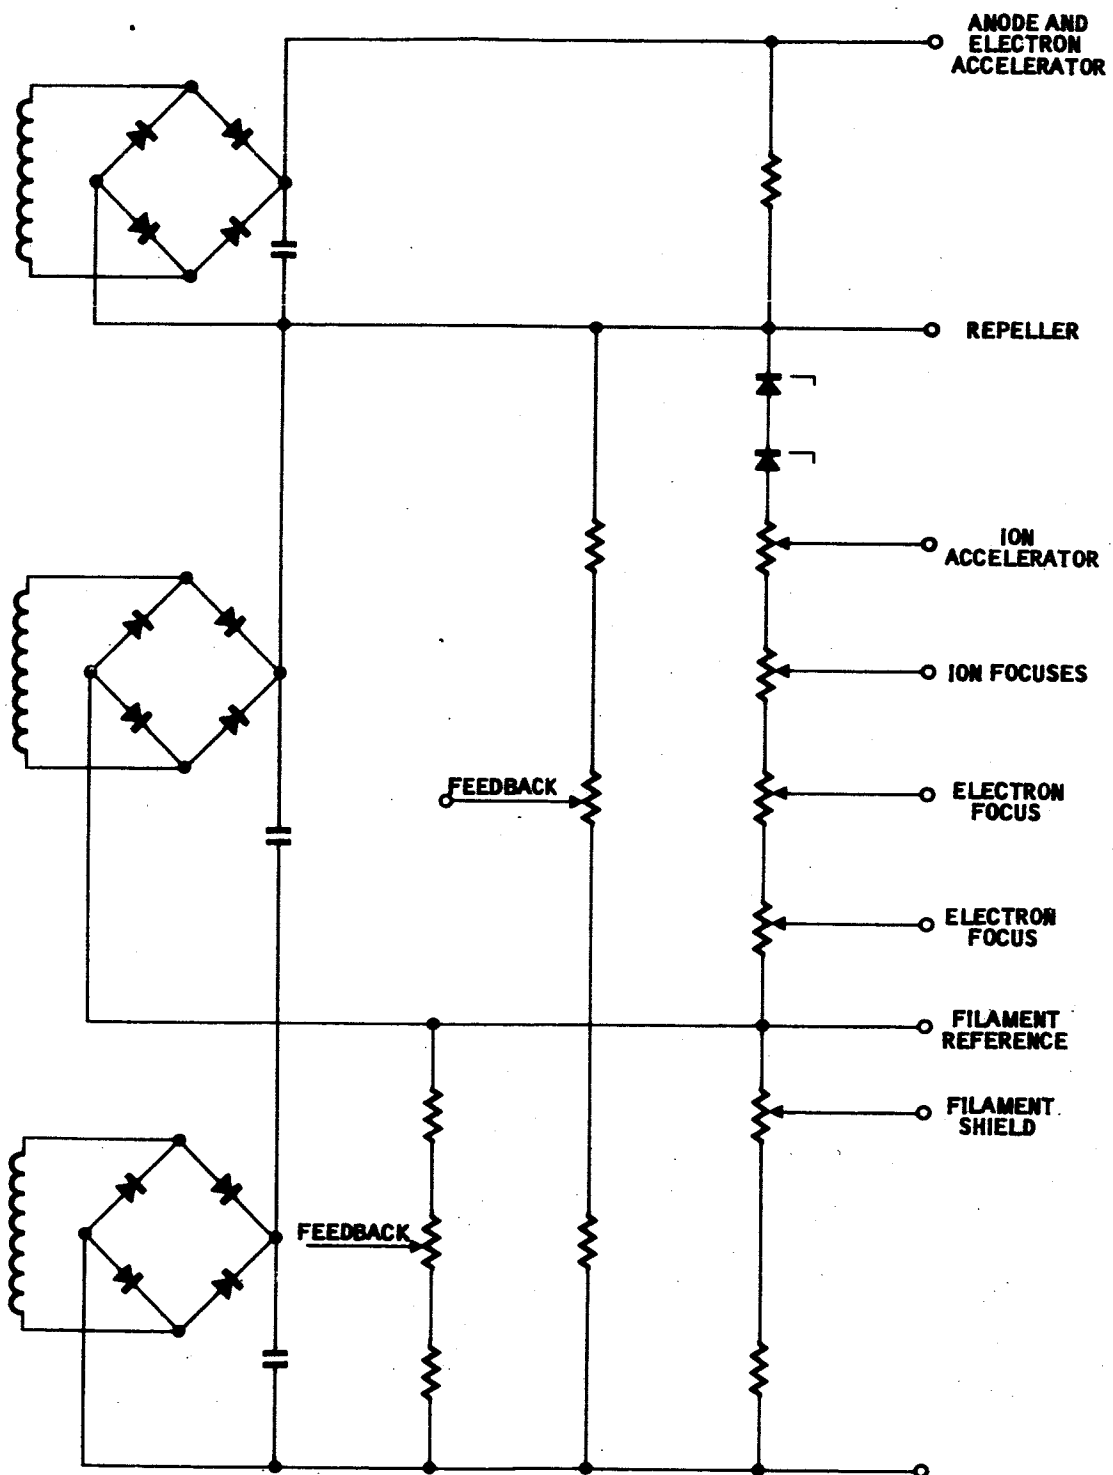 ANODE AND
ELECTRON
ACCELERATOR
REPELLER
ION
ACCELERATOR
ION FOCUSES
FEEDBACK
ELECTRON
FOCUS
ELECTRON
FOCUS
FILAMENT
REFERENCE
FILAMENT
SHIELD
FEEDBACK